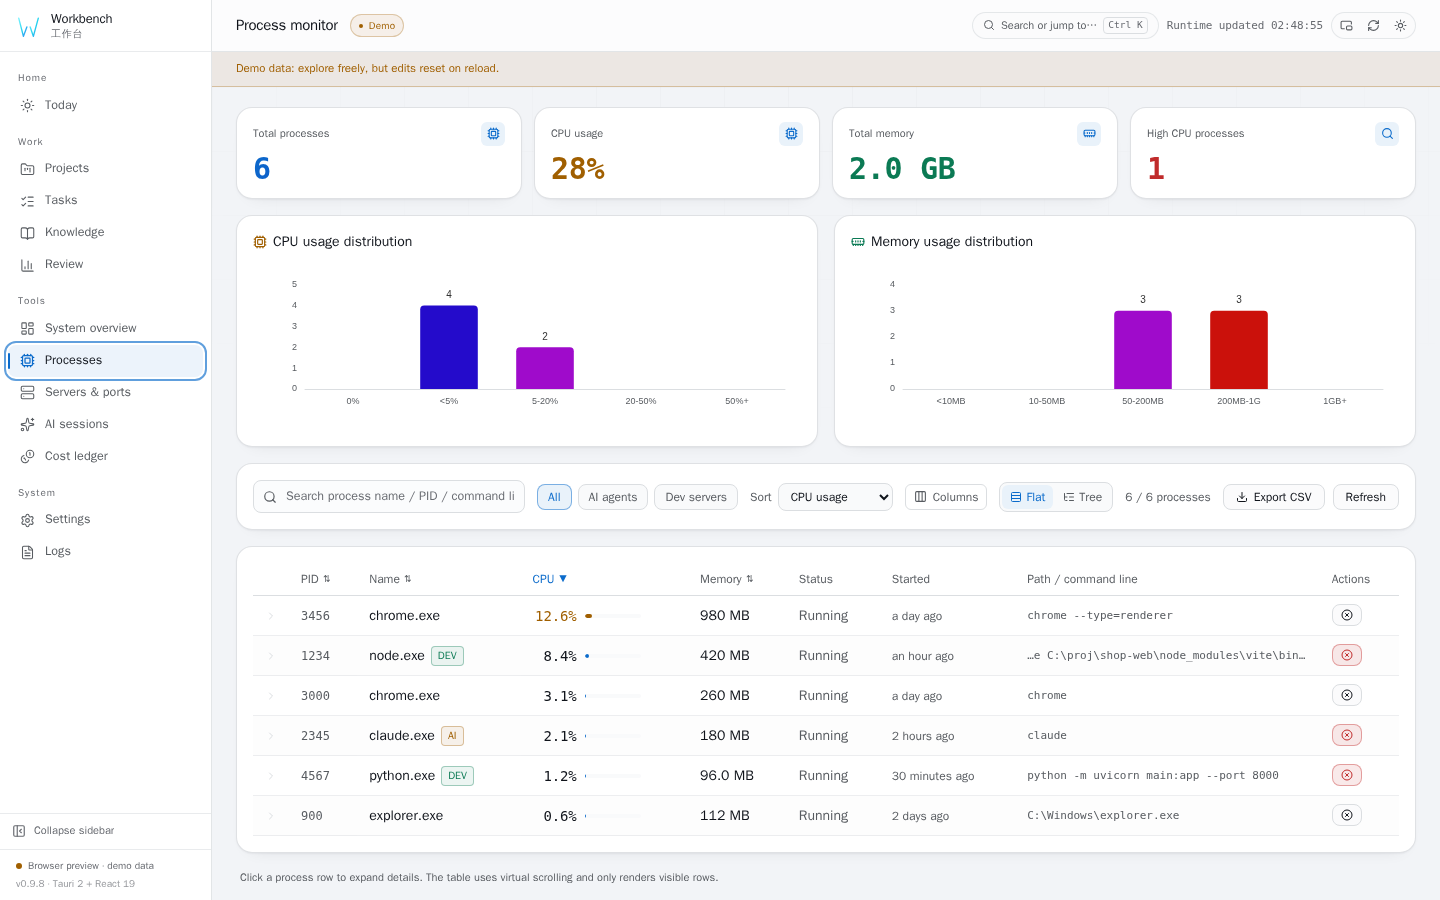 Workbench
工作台
Home
Today
Work
Projects
Tasks
Knowledge
Review
Tools
System overview
Processes
Servers & ports
AI sessions
Cost ledger
System
Settings
Logs
Collapse sidebar
Browser preview · demo data
v0.9.8 · Tauri 2 + React 19
Process monitor
Demo
Search or jump to···
Ctrl K
Runtime updated 02:48:55
Demo data: explore freely, but edits reset on reload.
Total processes
6
CPU usage
28%
Total memory
2.0 GB
High CPU processes
1
CPU usage distribution
5
4
3
2
1
0
4
2
0%
<5%
5-20%
20-50%
50%+
Memory usage distribution
4
3
2
1
0
3
3
<10MB
10-50MB
50-200MB
200MB-1G
1GB+
Search process name / PID / command li
All
AI agents
Dev servers
Sort
CPU usage
Columns
Flat
Tree
6 / 6 processes
Export CSV
Refresh
PID ⇅ Name ⇅ CPU ▼ Memory ⇅ Status Started Path / command line Actions
3456 chrome.exe 12.6% 980 MB Running a day ago chrome --type=renderer
1234 node.exe DEV 8.4% 420 MB Running an hour ago …e C:\proj\shop-web\node_modules\vite\bin…
3000 chrome.exe 3.1% 260 MB Running a day ago chrome
2345 claude.exe AI 2.1% 180 MB Running 2 hours ago claude
4567 python.exe DEV 1.2% 96.0 MB Running 30 minutes ago python -m uvicorn main:app --port 8000
900 explorer.exe 0.6% 112 MB Running 2 days ago C:\Windows\explorer.exe
Click a process row to expand details. The table uses virtual scrolling and only renders visible rows.